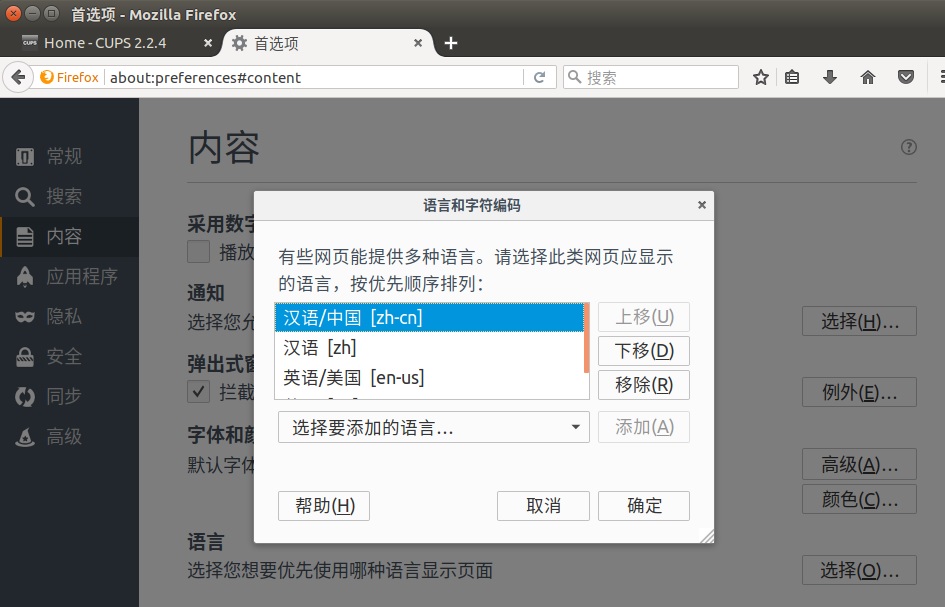 首选项 - Mozilla Firefox
CUPS Home - CUPS 2.2.4
首选项
Firefox about:preferences#content
搜索
内容
常规
搜索
内容
应用程序
隐私
安全
同步
高级
采用数字
播放
通知
选择您允
选择(H)...
弹出式窗
拦截
例外(E)...
字体和颜
默认字体
高级(A)...
颜色(C)...
语言
选择您想要优先使用哪种语言显示页面
选择(O)...
语言和字符编码
有些网页能提供多种语言。请选择此类网页应显示
的语言，按优先顺序排列：
汉语/中国 [zh-cn]
汉语 [zh]
英语/美国 [en-us]
上移(U)
下移(D)
移除(R)
选择要添加的语言...
添加(A)
帮助(H)
取消
确定